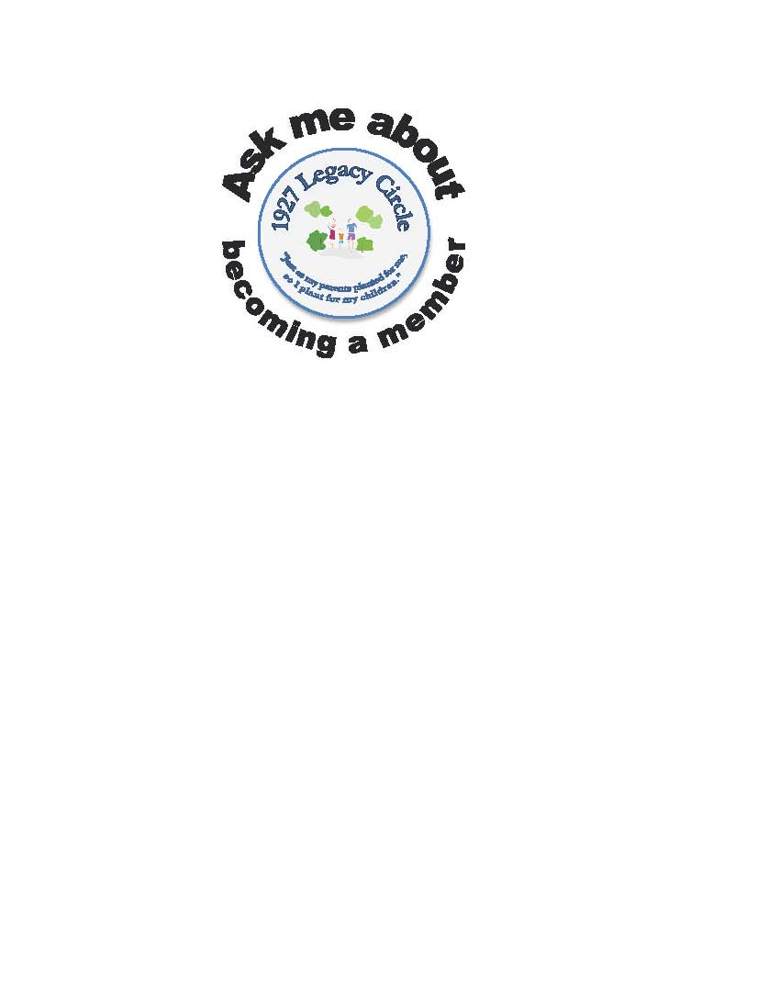 Ask me about
1927 Legacy Circle
"Just as my parents planted for me,
so I plant for my children."
becoming a member